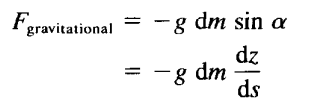 F_gravitational = −g dm sin α
= −g dm dz/ds